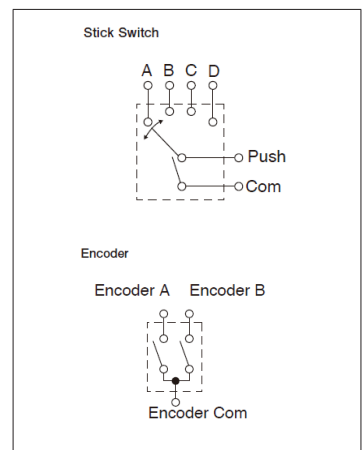 Stick Switch
A B C D
Push
Com
Encoder
Encoder A Encoder B
Encoder Com